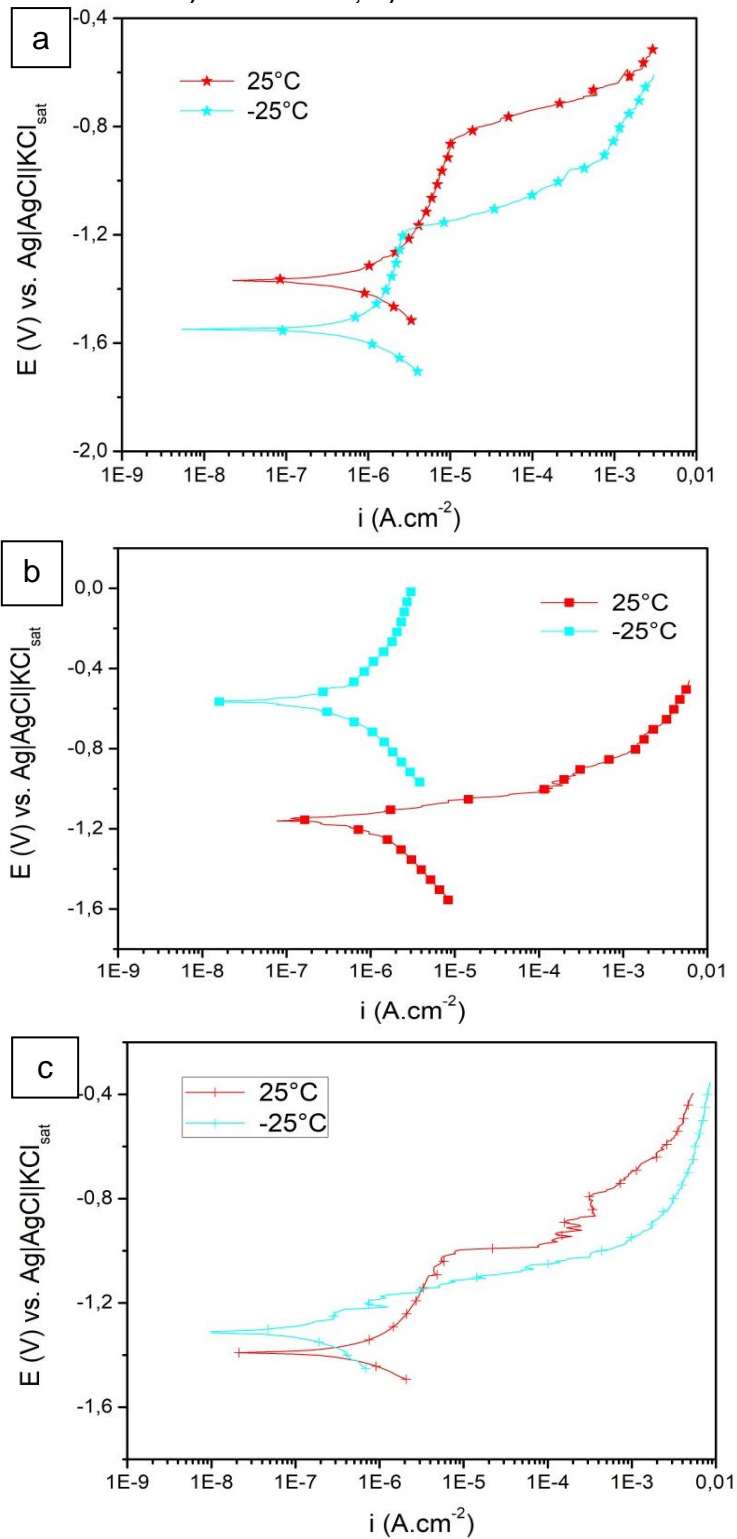 a
-0,4
-0,8
-1,2
-1,6
-2,0
E (V) vs. Ag|AgCl|KCl_sat
25°C
-25°C
1E-9 1E-8 1E-7 1E-6 1E-5 1E-4 1E-3 0,01
i (A.cm⁻²)
b
0,0
-0,4
-0,8
-1,2
-1,6
E (V) vs. Ag|AgCl|KCl_sat
25°C
-25°C
1E-9 1E-8 1E-7 1E-6 1E-5 1E-4 1E-3 0,01
i (A.cm⁻²)
c
-0,4
-0,8
-1,2
-1,6
E (V) vs. Ag|AgCl|KCl_sat
25°C
-25°C
1E-9 1E-8 1E-7 1E-6 1E-5 1E-4 1E-3 0,01
i (A.cm⁻²)